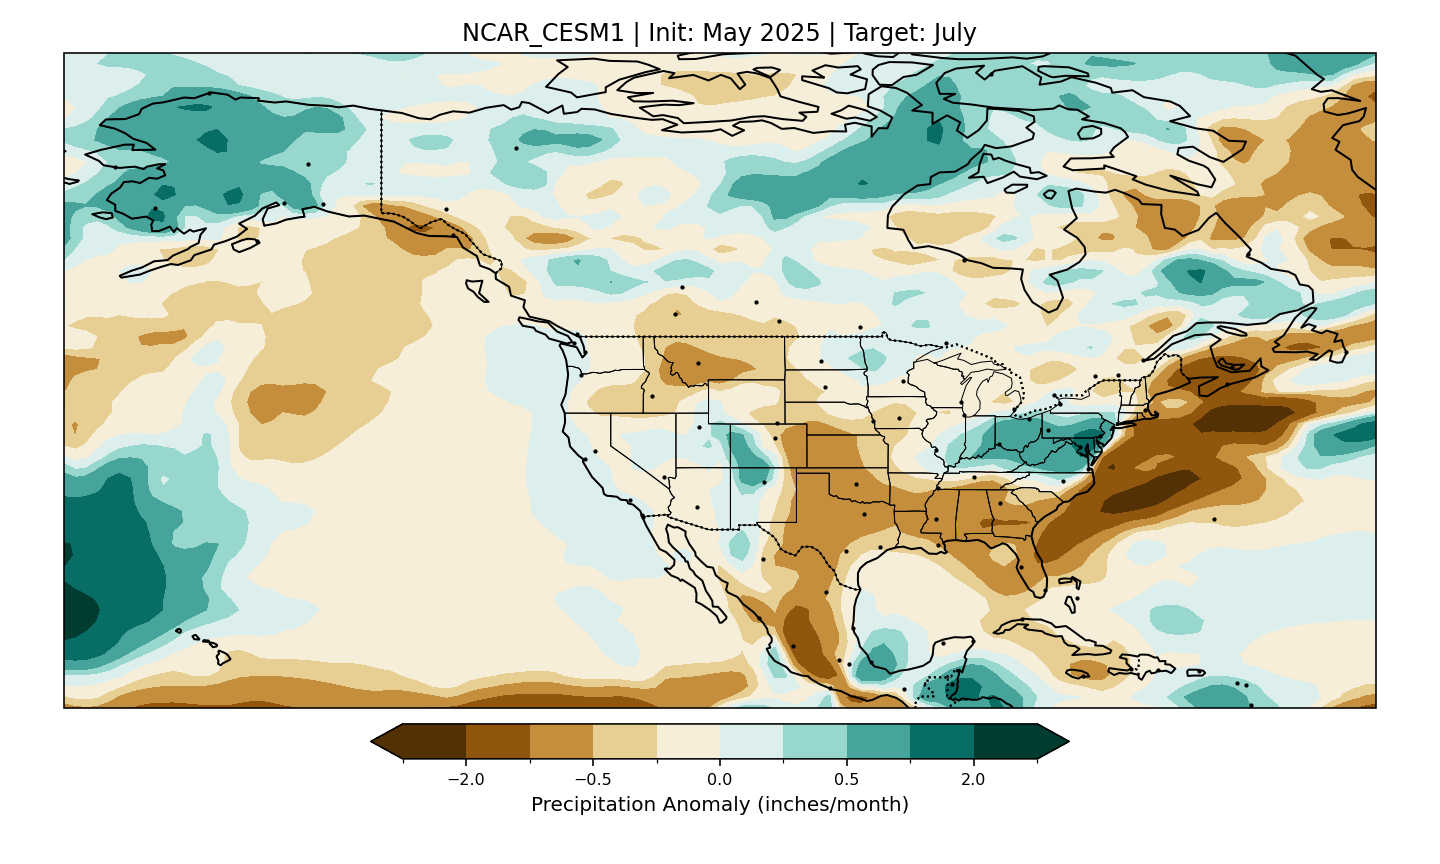 NCAR_CESM1 | Init: May 2025 | Target: July
−2.0 −0.5 0.0 0.5 2.0
Precipitation Anomaly (inches/month)